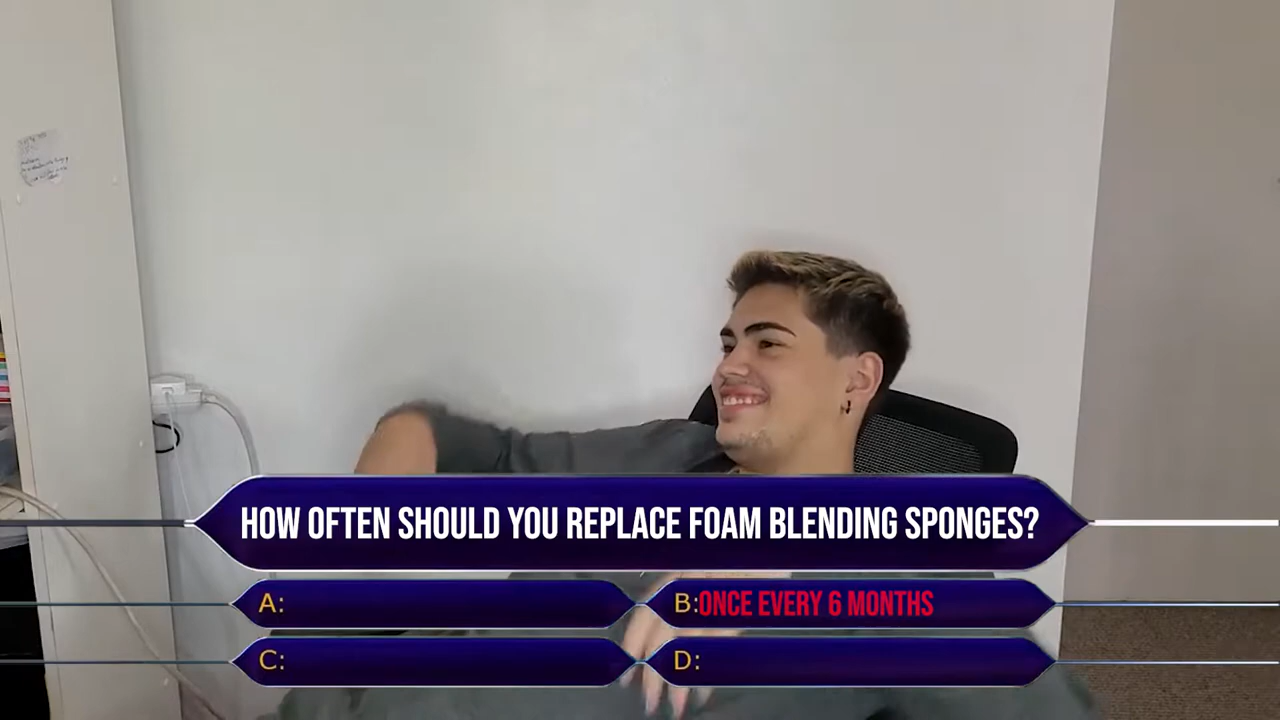 HOW OFTEN SHOULD YOU REPLACE FOAM BLENDING SPONGES?
A:
B:ONCE EVERY 6 MONTHS
C:
D: